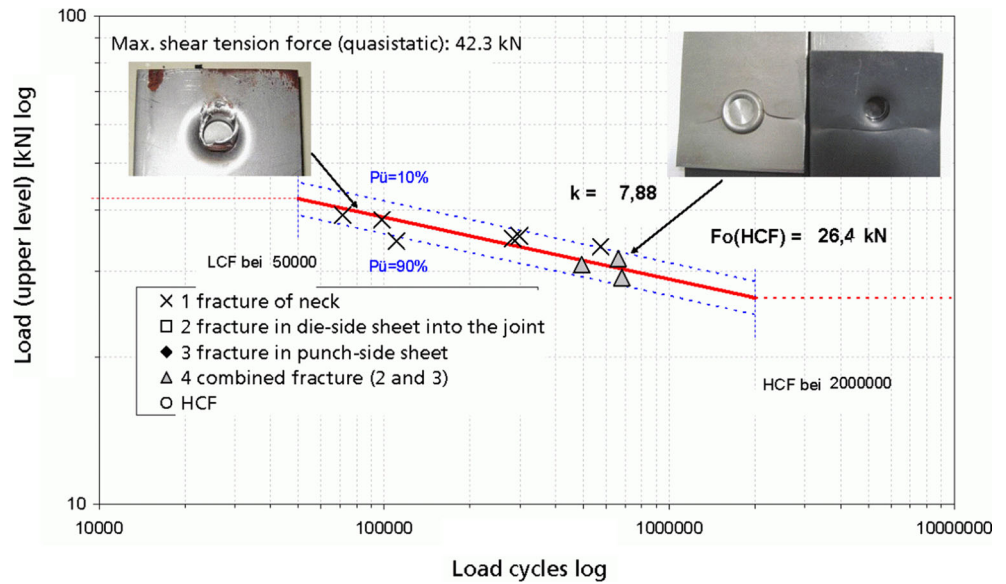 100
Max. shear tension force (quasistatic): 42.3 kN
Load (upper level) [kN] log
Pü=10%
k = 7,88
Fo(HCF) = 26,4 kN
LCF bei 50000
Pü=90%
1 fracture of neck
2 fracture in die-side sheet into the joint
3 fracture in punch-side sheet
4 combined fracture (2 and 3)
HCF
HCF bei 2000000
10
10000
100000
1000000
10000000
Load cycles log